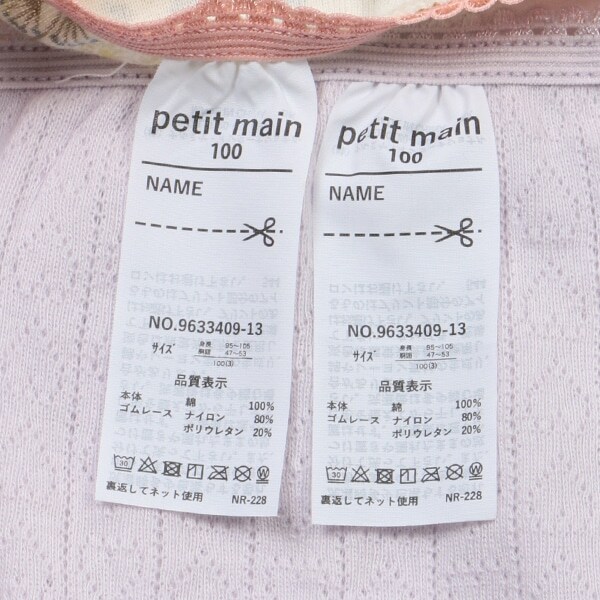 petit main
100
NAME
NO.9633409-13
サイズ
身長 95~105
胴囲 47~53
100(3)
品質表示
本体 綿 100%
ゴムレース ナイロン 80%
ポリウレタン 20%
30
裏返してネット使用 NR-228
petit main
100
NAME
NO.9633409-13
サイズ
身長 95~105
胴囲 47~53
100(3)
品質表示
本体 綿 100%
ゴムレース ナイロン 80%
ポリウレタン 20%
30
裏返してネット使用 NR-228